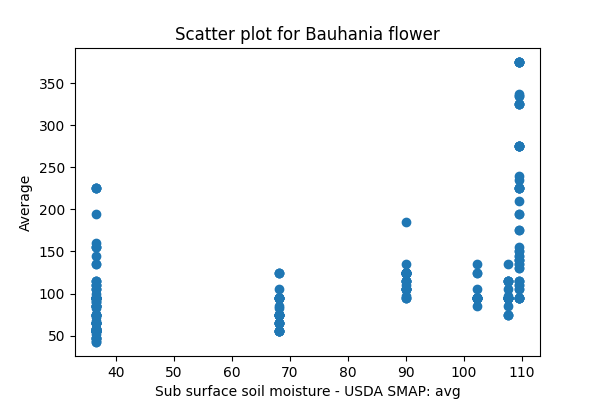 Scatter plot for Bauhania flower
350
300
250
200
150
100
50
Average
40 50 60 70 80 90 100 110
Sub surface soil moisture - USDA SMAP: avg